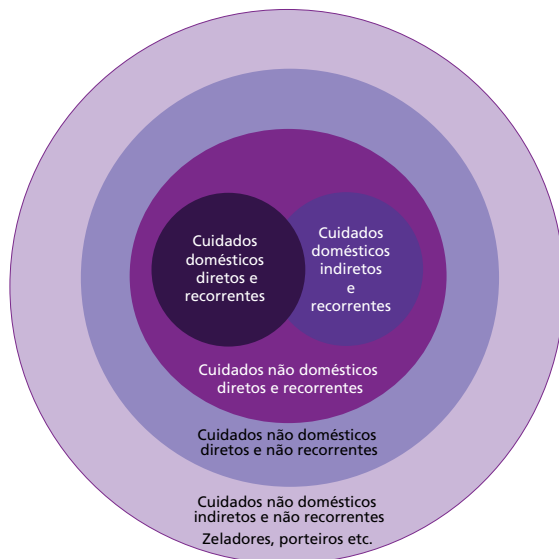 Cuidados
domésticos
diretos e
recorrentes
Cuidados
domésticos
indiretos
e
recorrentes
Cuidados não domésticos
diretos e recorrentes
Cuidados não domésticos
diretos e não recorrentes
Cuidados não domésticos
indiretos e não recorrentes
Zeladores, porteiros etc.